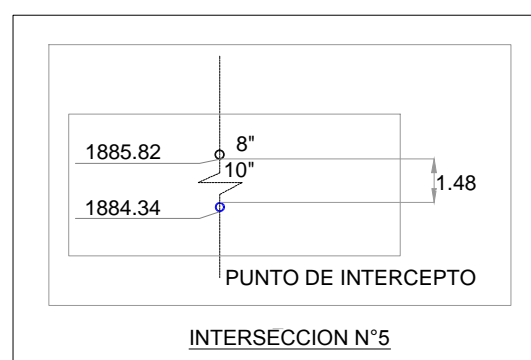 1885.82
8"
10"
1.48
1884.34
PUNTO DE INTERCEPTO
INTERSECCION N°5